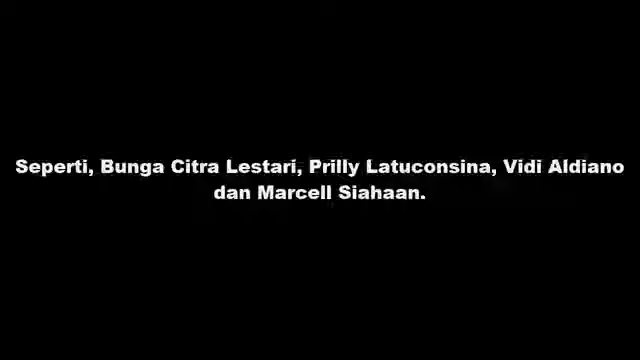 Seperti, Bunga Citra Lestari, Prilly Latuconsina, Vidi Aldiano
dan Marcell Siahaan.